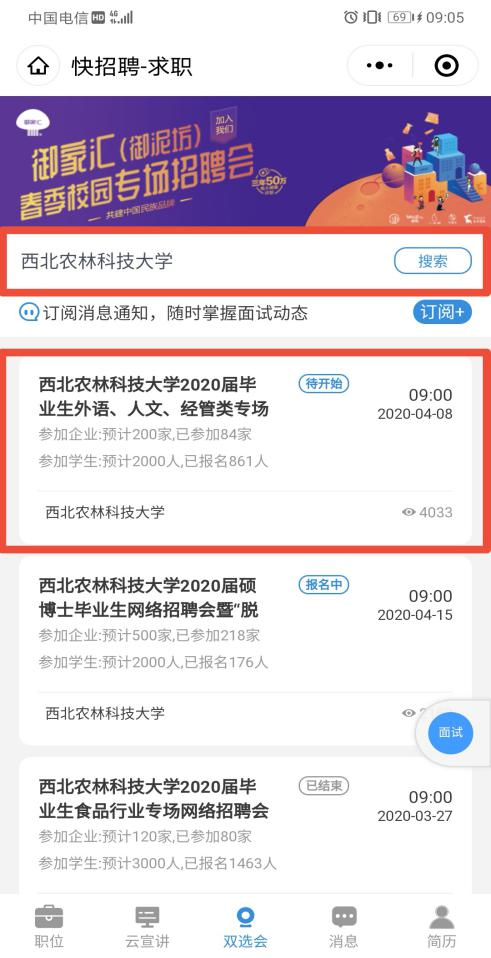 中国电信 HD 4G 69 09:05
快招聘-求职
御家汇
御家汇（御泥坊）
加入我们
春季校园专场招聘会
三年50万
共建中国民族品牌
西北农林科技大学 搜索
订阅消息通知，随时掌握面试动态 订阅+
西北农林科技大学2020届毕 待开始 09:00
业生外语、人文、经管类专场 2020-04-08
参加企业:预计200家,已参加84家
参加学生:预计2000人,已报名861人
西北农林科技大学 4033
西北农林科技大学2020届硕 报名中 09:00
博士毕业生网络招聘会暨“脱 2020-04-15
参加企业:预计500家,已参加218家
参加学生:预计2000人,已报名176人
西北农林科技大学
面试
西北农林科技大学2020届毕 已结束 09:00
业生食品行业专场网络招聘会 2020-03-27
参加企业:预计120家,已参加80家
参加学生:预计3000人,已报名1463人
职位 云宣讲 双选会 消息 简历